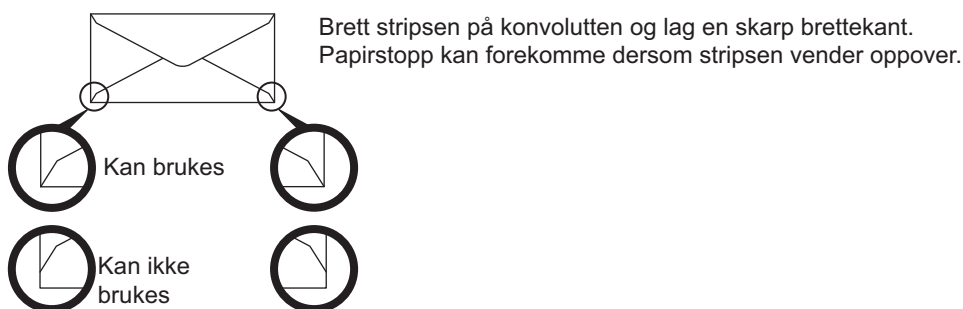 Brett stripsen på konvolutten og lag en skarp brettekant.
Papirstopp kan forekomme dersom stripsen vender oppover.
Kan brukes
Kan ikke
brukes